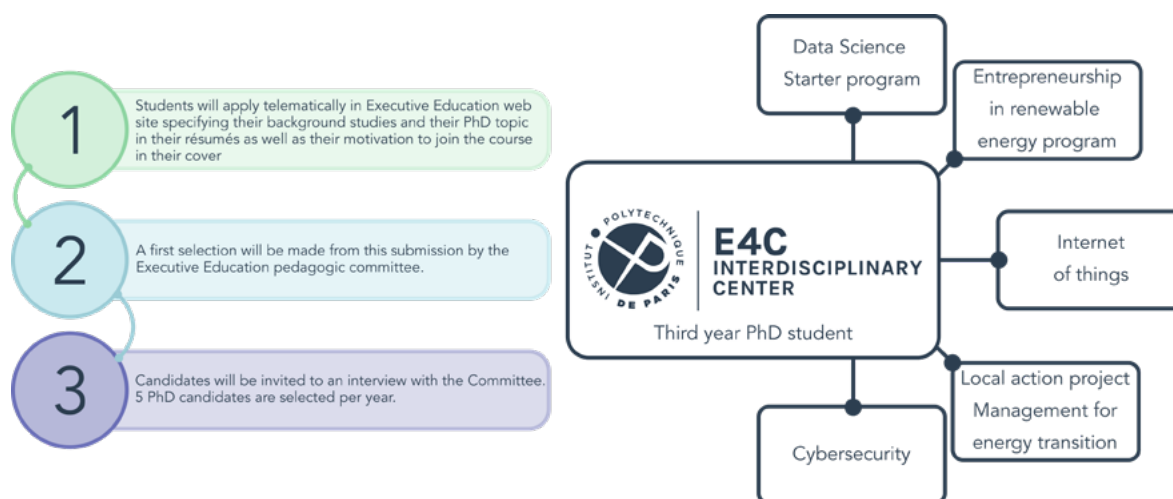 1
Students will apply telematically in Executive Education web
site specifying their background studies and their PhD topic
in their résumés as well as their motivation to join the course
in their cover
2
A first selection will be made from this submission by the
Executive Education pedagogic committee.
3
Candidates will be invited to an interview with the Committee.
5 PhD candidates are selected per year.
Data Science
Starter program
Entrepreneurship
in renewable
energy program
INSTITUT POLYTECHNIQUE
DE PARIS
E4C
INTERDISCIPLINARY
CENTER
Third year PhD student
Internet
of things
Local action project
Management for
energy transition
Cybersecurity